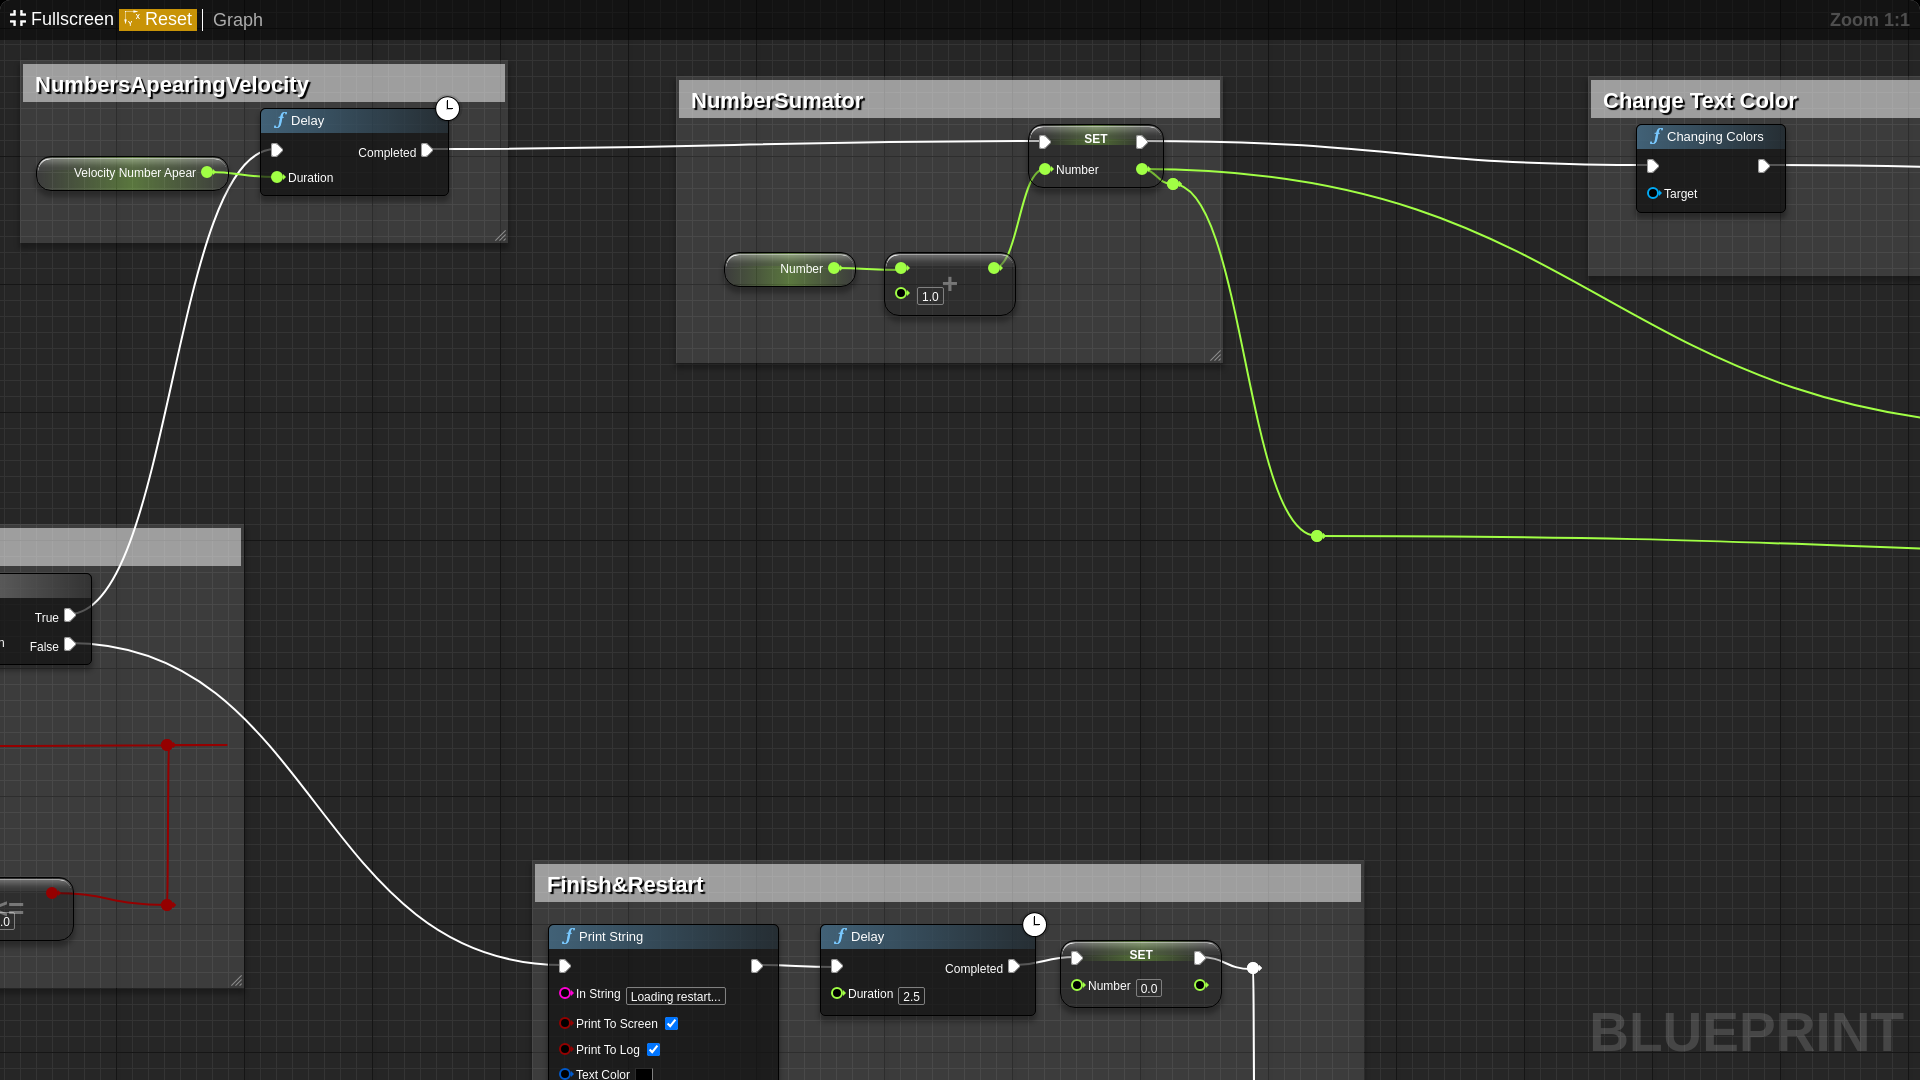 Fullscreen Reset Graph Zoom 1:1
NumbersApearingVelocity
Delay
Velocity Number Apear
Completed
Duration
NumberSumator
SET
Number
Number
1.0 +
Change Text Color
Changing Colors
Target
True
n False
<=
.0
Finish&Restart
Print String
In String Loading restart...
Print To Screen
Print To Log
Text Color
Delay
Completed
Duration 2.5
SET
Number 0.0
BLUEPRINT